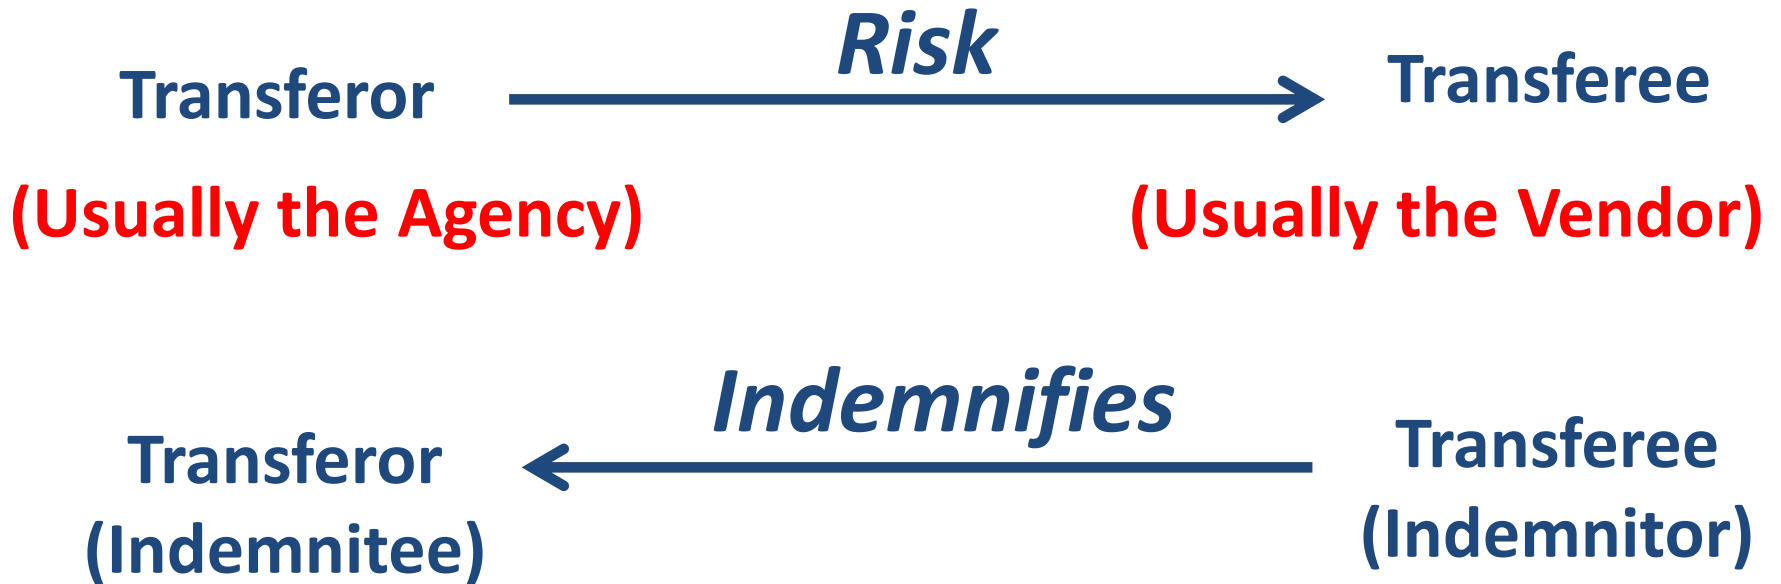 Risk
Transferor
Transferee
(Usually the Agency)
(Usually the Vendor)
Indemnifies
Transferor
Transferee
(Indemnitee)
(Indemnitor)